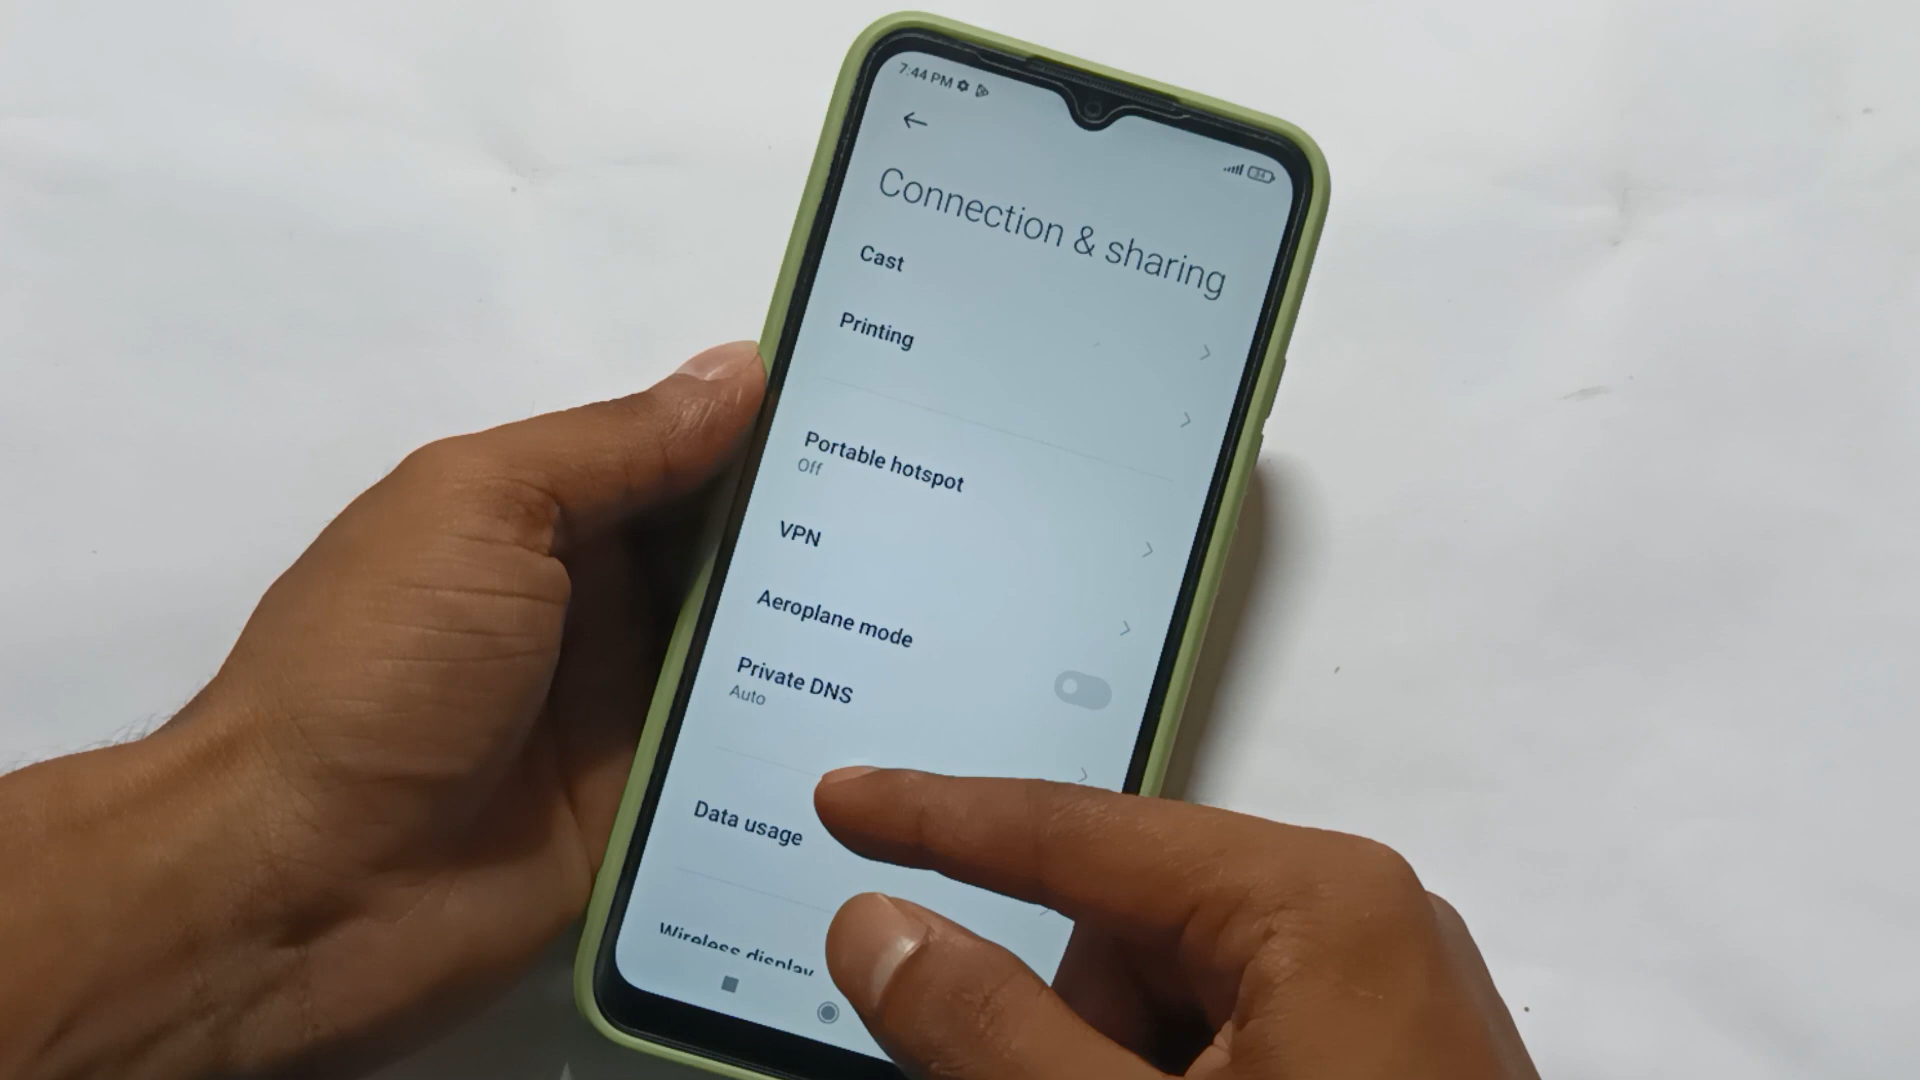 7:44 PM
Connection & sharing
Cast
Printing
Portable hotspot
Off
VPN
Aeroplane mode
Private DNS
Auto
Data usage
Wireless display